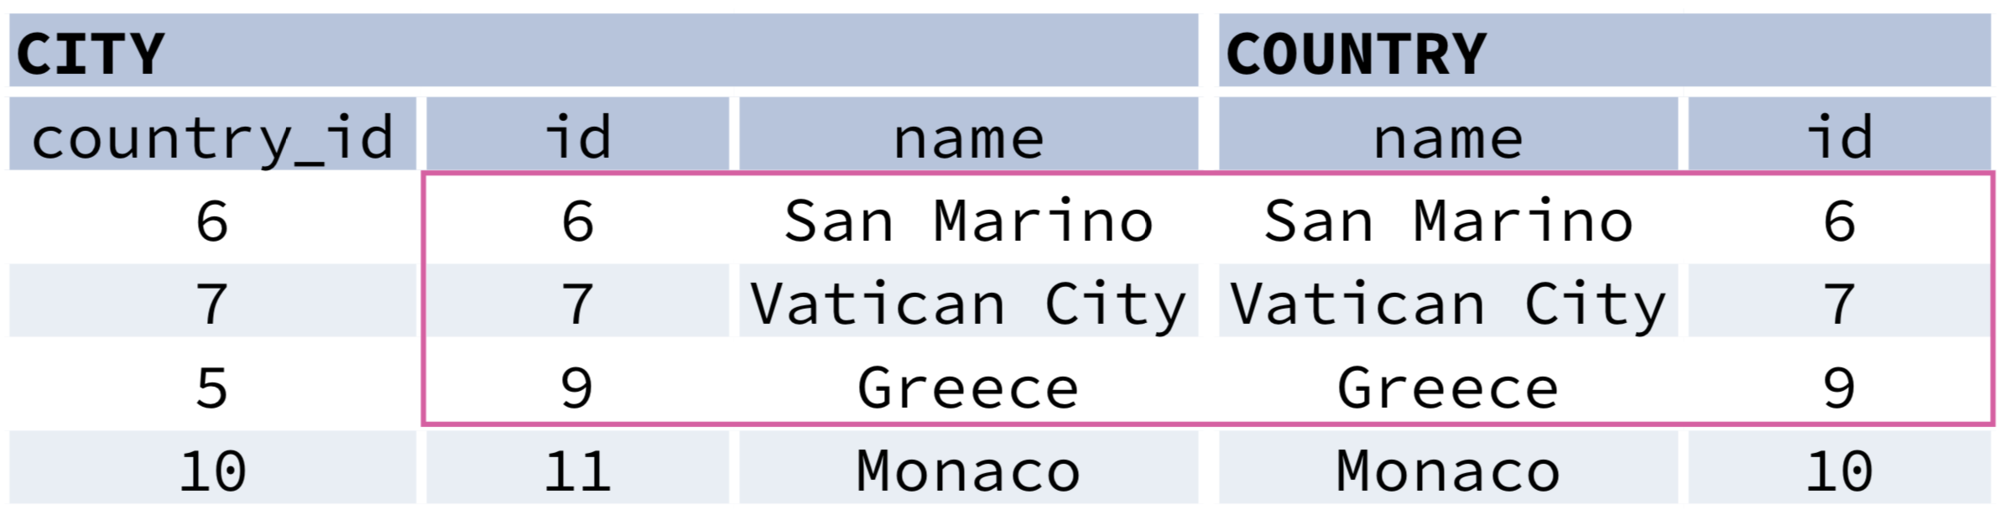 CITY COUNTRY
country_id id name name id
6 6 San Marino San Marino 6
7 7 Vatican City Vatican City 7
5 9 Greece Greece 9
10 11 Monaco Monaco 10